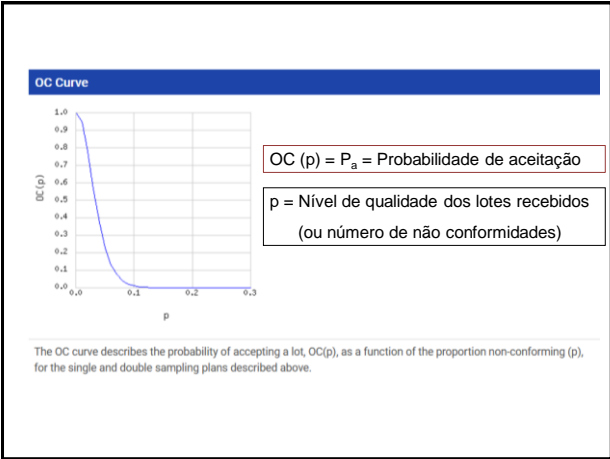 OC Curve
1.0
0.9
0.8
0.7
0.6
0.5
0.4
0.3
0.2
0.1
0.0
OC(p)
0.0
0.1
0.2
0.3
p
OC (p) = Pa = Probabilidade de aceitação
p = Nível de qualidade dos lotes recebidos
(ou número de não conformidades)
The OC curve describes the probability of accepting a lot, OC(p), as a function of the proportion non-conforming (p),
for the single and double sampling plans described above.